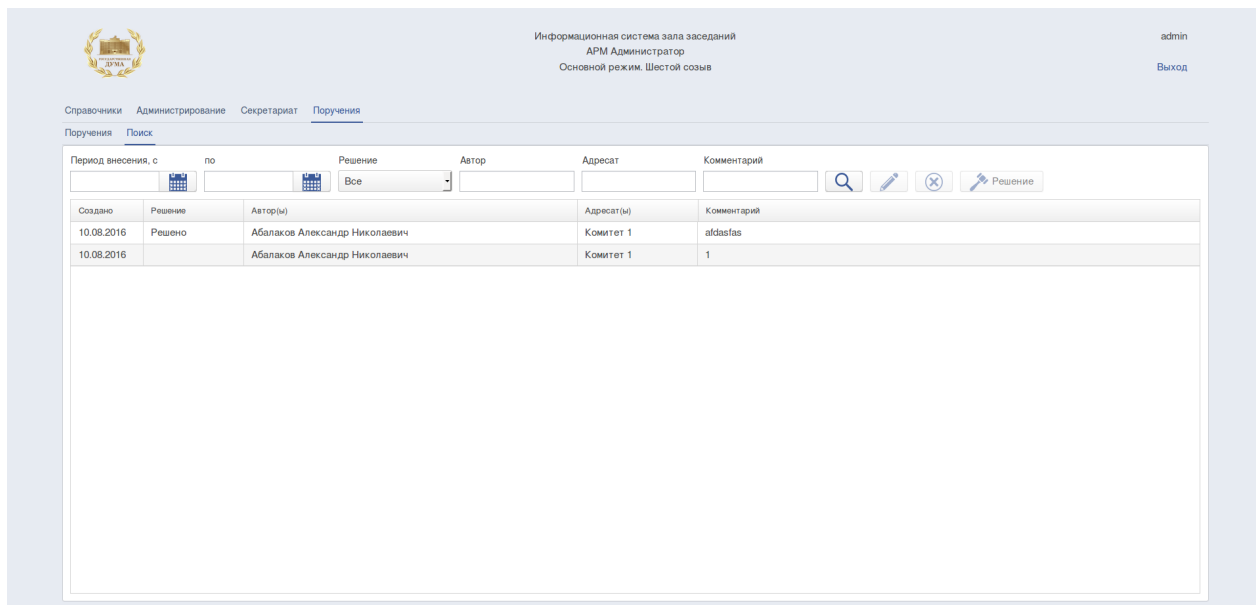 Информационная система зала заседаний
АРМ Администратор
Основной режим. Шестой созыв
admin
Выход
ГОСУДАРСТВЕННАЯ
ДУМА
Справочники Администрирование Секретариат Поручения
Поручения Поиск
Период внесения, с по Решение Автор Адресат Комментарий
Все Решение
Создано Решение Автор(ы) Адресат(ы) Комментарий
10.08.2016 Решено Абалаков Александр Николаевич Комитет 1 afdasfas
10.08.2016 Абалаков Александр Николаевич Комитет 1 1